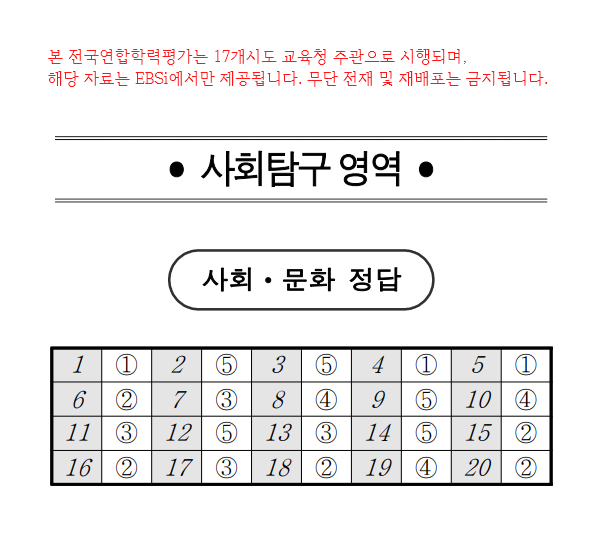 본 전국연합학력평가는 17개시도 교육청 주관으로 시행되며,
해당 자료는 EBSi에서만 제공됩니다. 무단 전재 및 재배포는 금지됩니다.
● 사회탐구 영역 ●
사회・문화 정답
1 ① 2 ⑤ 3 ⑤ 4 ① 5 ①
6 ② 7 ③ 8 ④ 9 ⑤ 10 ④
11 ③ 12 ⑤ 13 ③ 14 ⑤ 15 ②
16 ② 17 ③ 18 ② 19 ④ 20 ②